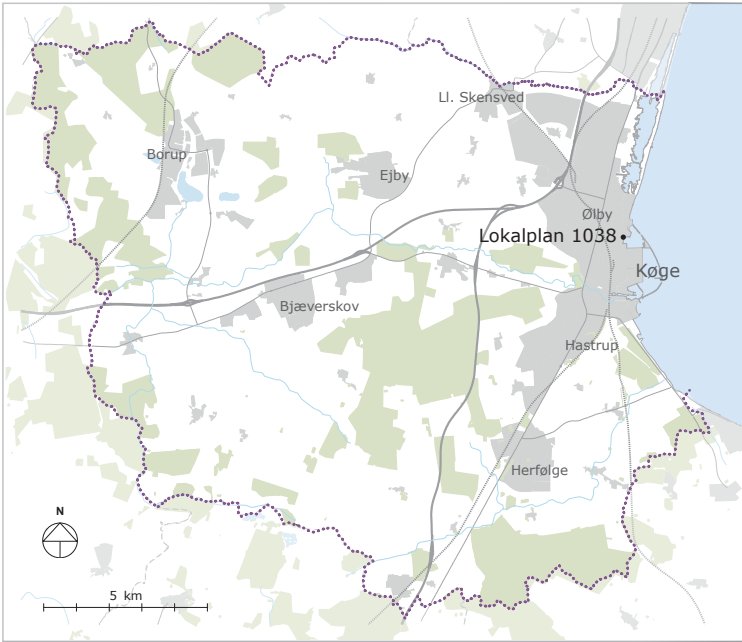 Ll. Skensved
Borup
Ejby
Ølby
Lokalplan 1038
Køge
Bjæverskov
Hastrup
Herfølge
N
5 km